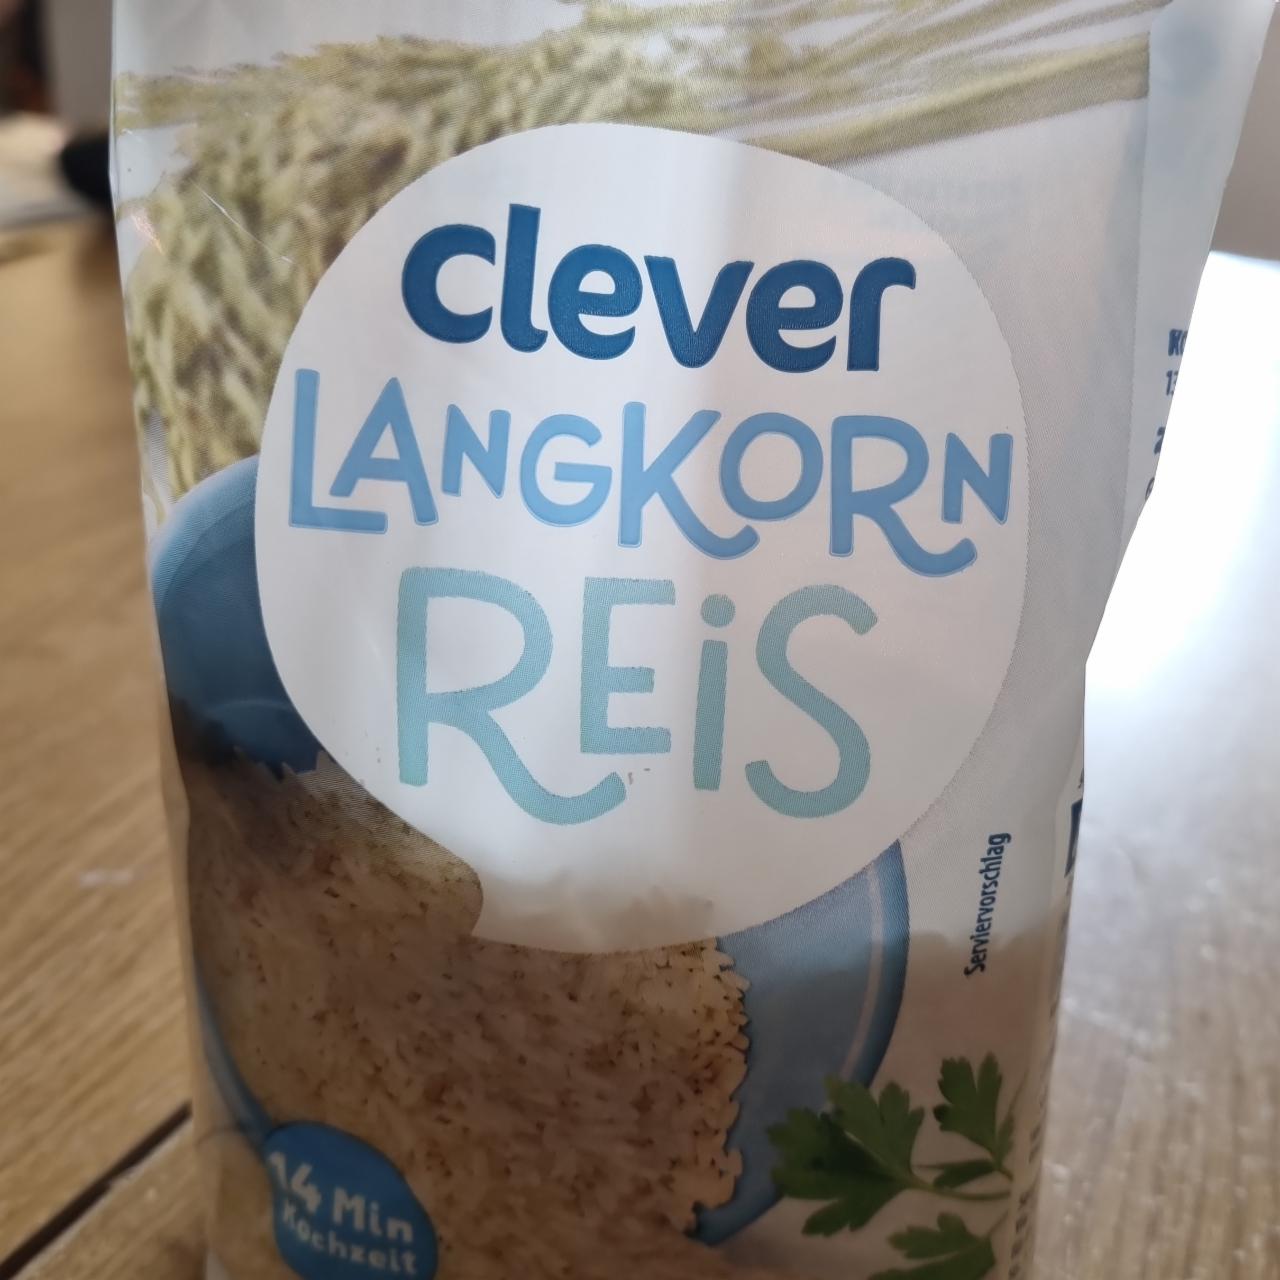 clever
LANGKORN
REiS
Serviervorschlag
14 Min
Kochzeit